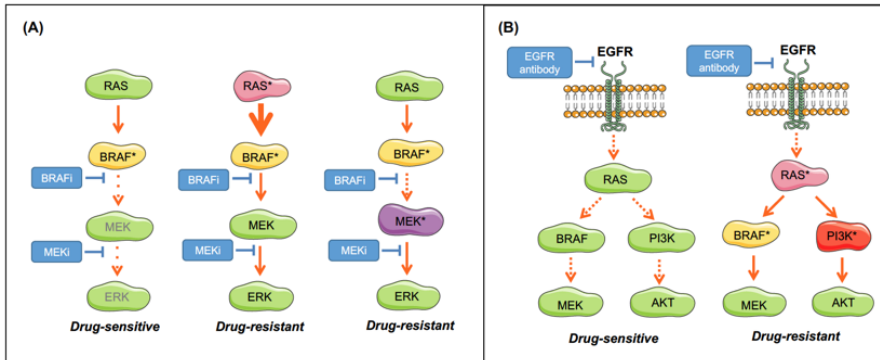 (A)
RAS
BRAF*
BRAFi
MEK
MEKi
ERK
Drug-sensitive
RAS*
BRAF*
BRAFi
MEK
MEKi
ERK
Drug-resistant
RAS
BRAF*
BRAFi
MEK*
MEKi
ERK
Drug-resistant
(B)
EGFR
antibody
EGFR
RAS
BRAF
PI3K
MEK
AKT
Drug-sensitive
EGFR
antibody
EGFR
RAS*
BRAF*
PI3K*
MEK
AKT
Drug-resistant